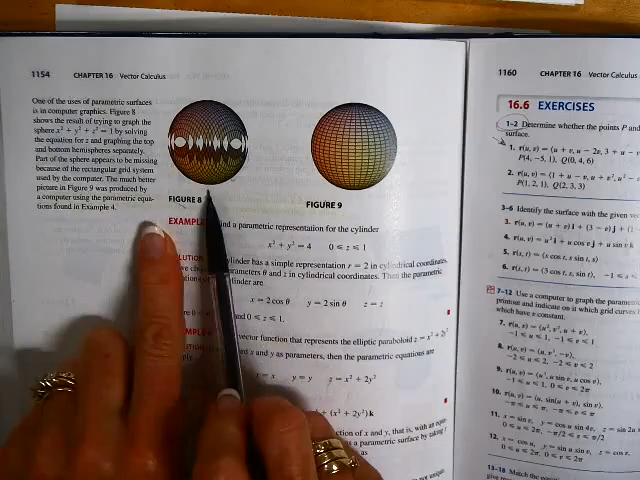 1154 CHAPTER 16 Vector Calculus
One of the uses of parametric surfaces
is in computer graphics. Figure 8
shows the result of trying to graph the
sphere x² + y² + z² = 1 by solving
the equation for z and graphing the top
and bottom hemispheres separately.
Part of the sphere appears to be missing
because of the rectangular grid system
used by the computer. The much better
picture in Figure 9 was produced by
a computer using the parametric equa-
tions found in Example 4.
FIGURE 8
FIGURE 9
EXAMPLE ind a parametric representation for the cylinder
x² + y² = 4 0 ≤ z ≤ 1
cylinder has a simple representation r = 2 in cylindrical coordinates.
parameters θ and z in cylindrical coordinates. Then the parametric
cylinder are
x = 2 cos θ y = 2 sin θ z = z
and 0 ≤ z ≤ 1.
vector function that represents the elliptic paraboloid z = x² + 2y²
x and y as parameters, then the parametric equations are
x = x y = y z = x² + 2y²
+ (x² + 2y²) k
ction of x and y, that is, with an equa-
a parametric surface by taking
as
1160 CHAPTER 16 Vector Calculus
16.6 EXERCISES
1–2 Determine whether the points P and
surface.
1. r(u, v) = ⟨u + v, u − 2v, 3 + u −
P(4, −5, 1), Q(0, 4, 6)
2. r(u, v) = ⟨1 + u − v, u + v², u² −
P(1, 2, 1), Q(2, 3, 3)
3–6 Identify the surface with the given vec
3. r(u, v) = u i + (3 − v) j + (1
4. r(u, v) = u² i + u cos v j + u sin v k
5. r(s, t) = ⟨s cos t, s sin t, s⟩
6. r(s, t) = ⟨3 cos t, s, sin t⟩, −1 ≤ s ≤
7–12 Use a computer to graph the parame
printout and indicate on it which grid curves
which have v constant.
7. r(u, v) = ⟨u², v², u + v⟩,
−1 ≤ u ≤ 1, −1 ≤ v ≤ 1
8. r(u, v) = ⟨u, v³, −v⟩,
−2 ≤ u ≤ 2, −2 ≤ v ≤ 2
9. r(u, v) = ⟨u³, u sin v, u cos v⟩,
−1 ≤ u ≤ 1, 0 ≤ v ≤ 2π
10. r(u, v) = ⟨u, sin(u + v), sin v⟩,
−π ≤ u ≤ π, −π ≤ v ≤ π
11. x = sin v, y = cos u sin 4v, z = sin 2u
0 ≤ u ≤ 2π, −π/2 ≤ v ≤ π/2
12. x = cos u, y = sin u sin v, z = cos v,
0 ≤ u ≤ 2π, 0 ≤ v ≤ 2π
13–18 Match the equat